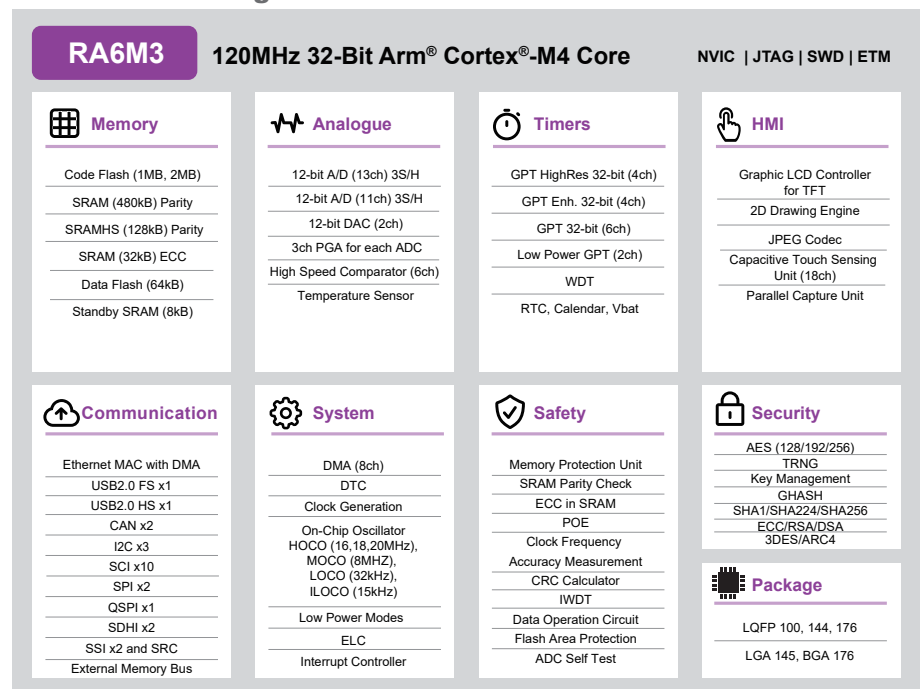 RA6M3
120MHz 32-Bit Arm® Cortex®-M4 Core
NVIC | JTAG | SWD | ETM
Memory
Code Flash (1MB, 2MB)
SRAM (480kB) Parity
SRAMHS (128kB) Parity
SRAM (32kB) ECC
Data Flash (64kB)
Standby SRAM (8kB)
Analogue
12-bit A/D (13ch) 3S/H
12-bit A/D (11ch) 3S/H
12-bit DAC (2ch)
3ch PGA for each ADC
High Speed Comparator (6ch)
Temperature Sensor
Timers
GPT HighRes 32-bit (4ch)
GPT Enh. 32-bit (4ch)
GPT 32-bit (6ch)
Low Power GPT (2ch)
WDT
RTC, Calendar, Vbat
HMI
Graphic LCD Controller
for TFT
2D Drawing Engine
JPEG Codec
Capacitive Touch Sensing
Unit (18ch)
Parallel Capture Unit
Communication
Ethernet MAC with DMA
USB2.0 FS x1
USB2.0 HS x1
CAN x2
I2C x3
SCI x10
SPI x2
QSPI x1
SDHI x2
SSI x2 and SRC
External Memory Bus
System
DMA (8ch)
DTC
Clock Generation
On-Chip Oscillator
HOCO (16,18,20MHz),
MOCO (8MHZ),
LOCO (32kHz),
ILOCO (15kHz)
Low Power Modes
ELC
Interrupt Controller
Safety
Memory Protection Unit
SRAM Parity Check
ECC in SRAM
POE
Clock Frequency
Accuracy Measurement
CRC Calculator
IWDT
Data Operation Circuit
Flash Area Protection
ADC Self Test
Security
AES (128/192/256)
TRNG
Key Management
GHASH
SHA1/SHA224/SHA256
ECC/RSA/DSA
3DES/ARC4
Package
LQFP 100, 144, 176
LGA 145, BGA 176